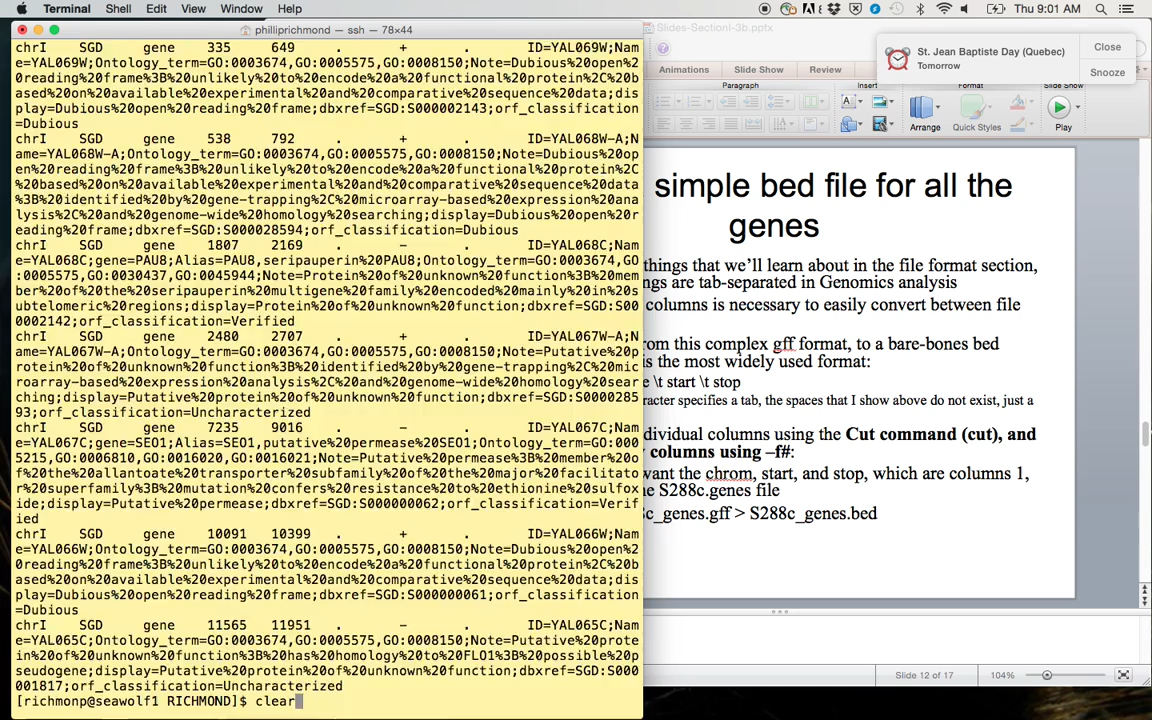 Terminal Shell Edit View Window Help Thu 9:01 AM
philliprichmond — ssh — 78×44
chrI SGD gene 335 649 . + . ID=YAL069W;Nam
e=YAL069W;Ontology_term=GO:0003674,GO:0005575,GO:0008150;Note=Dubious%20open%2
0reading%20frame%3B%20unlikely%20to%20encode%20a%20functional%20protein%2C%20b
ased%20on%20available%20experimental%20and%20comparative%20sequence%20data;dis
play=Dubious%20open%20reading%20frame;dbxref=SGD:S000002143;orf_classification
=Dubious
chrI SGD gene 538 792 . + . ID=YAL068W-A;N
ame=YAL068W-A;Ontology_term=GO:0003674,GO:0005575,GO:0008150;Note=Dubious%20op
en%20reading%20frame%3B%20unlikely%20to%20encode%20a%20functional%20protein%2C
%20based%20on%20available%20experimental%20and%20comparative%20sequence%20data
%3B%20identified%20by%20gene-trapping%2C%20microarray-based%20expression%20ana
lysis%2C%20and%20genome-wide%20homology%20searching;display=Dubious%20open%20r
eading%20frame;dbxref=SGD:S000028594;orf_classification=Dubious
chrI SGD gene 1807 2169 . - . ID=YAL068C;Nam
e=YAL068C;gene=PAU8;Alias=PAU8,seripauperin%20PAU8;Ontology_term=GO:0003674,GO
:0005575,GO:0030437,GO:0045944;Note=Protein%20of%20unknown%20function%3B%20mem
ber%20of%20the%20seripauperin%20multigene%20family%20encoded%20mainly%20in%20s
ubtelomeric%20regions;display=Protein%20of%20unknown%20function;dbxref=SGD:S00
0002142;orf_classification=Verified
chrI SGD gene 2480 2707 . + . ID=YAL067W-A;N
ame=YAL067W-A;Ontology_term=GO:0003674,GO:0005575,GO:0008150;Note=Putative%20p
rotein%20of%20unknown%20function%3B%20identified%20by%20gene-trapping%2C%20mic
roarray-based%20expression%20analysis%2C%20and%20genome-wide%20homology%20sear
ching;display=Putative%20protein%20of%20unknown%20function;dbxref=SGD:S0000285
93;orf_classification=Uncharacterized
chrI SGD gene 7235 9016 . - . ID=YAL067C;Nam
e=YAL067C;gene=SEO1;Alias=SEO1,putative%20permease%20SEO1;Ontology_term=GO:000
5215,GO:0006810,GO:0016020,GO:0016021;Note=Putative%20permease%3B%20member%20o
f%20the%20allantoate%20transporter%20subfamily%20of%20the%20major%20facilitato
r%20superfamily%3B%20mutation%20confers%20resistance%20to%20ethionine%20sulfox
ide;display=Putative%20permease;dbxref=SGD:S000000062;orf_classification=Verif
ied
chrI SGD gene 10091 10399 . + . ID=YAL066W;Nam
e=YAL066W;Ontology_term=GO:0003674,GO:0005575,GO:0008150;Note=Dubious%20open%2
0reading%20frame%3B%20unlikely%20to%20encode%20a%20functional%20protein%2C%20b
ased%20on%20available%20experimental%20and%20comparative%20sequence%20data;dis
play=Dubious%20open%20reading%20frame;dbxref=SGD:S000000061;orf_classification
=Dubious
chrI SGD gene 11565 11951 . - . ID=YAL065C;Nam
e=YAL065C;Ontology_term=GO:0003674,GO:0005575,GO:0008150;Note=Putative%20prote
in%20of%20unknown%20function%3B%20has%20homology%20to%20FLO1%3B%20possible%20p
seudogene;display=Putative%20protein%20of%20unknown%20function;dbxref=SGD:S000
001817;orf_classification=Uncharacterized
[richmonp@seawolf1 RICHMOND]$ clear
Slides-SectionI-3b.pptx
St. Jean Baptiste Day (Quebec)
Tomorrow
Close
Snooze
Animations Slide Show Review
Paragraph Insert Format Slide Show
Arrange Quick Styles Play
simple bed file for all the
genes
things that we'll learn about in the file format section,
ngs are tab-separated in Genomics analysis
columns is necessary to easily convert between file
rom this complex gff format, to a bare-bones bed
is the most widely used format:
e \t start \t stop
racter specifies a tab, the spaces that I show above do not exist, just a
dividual columns using the Cut command (cut), and
columns using –f#:
want the chrom, start, and stop, which are columns 1,
e S288c.genes file
c_genes.gff > S288c_genes.bed
Slide 12 of 17 104%